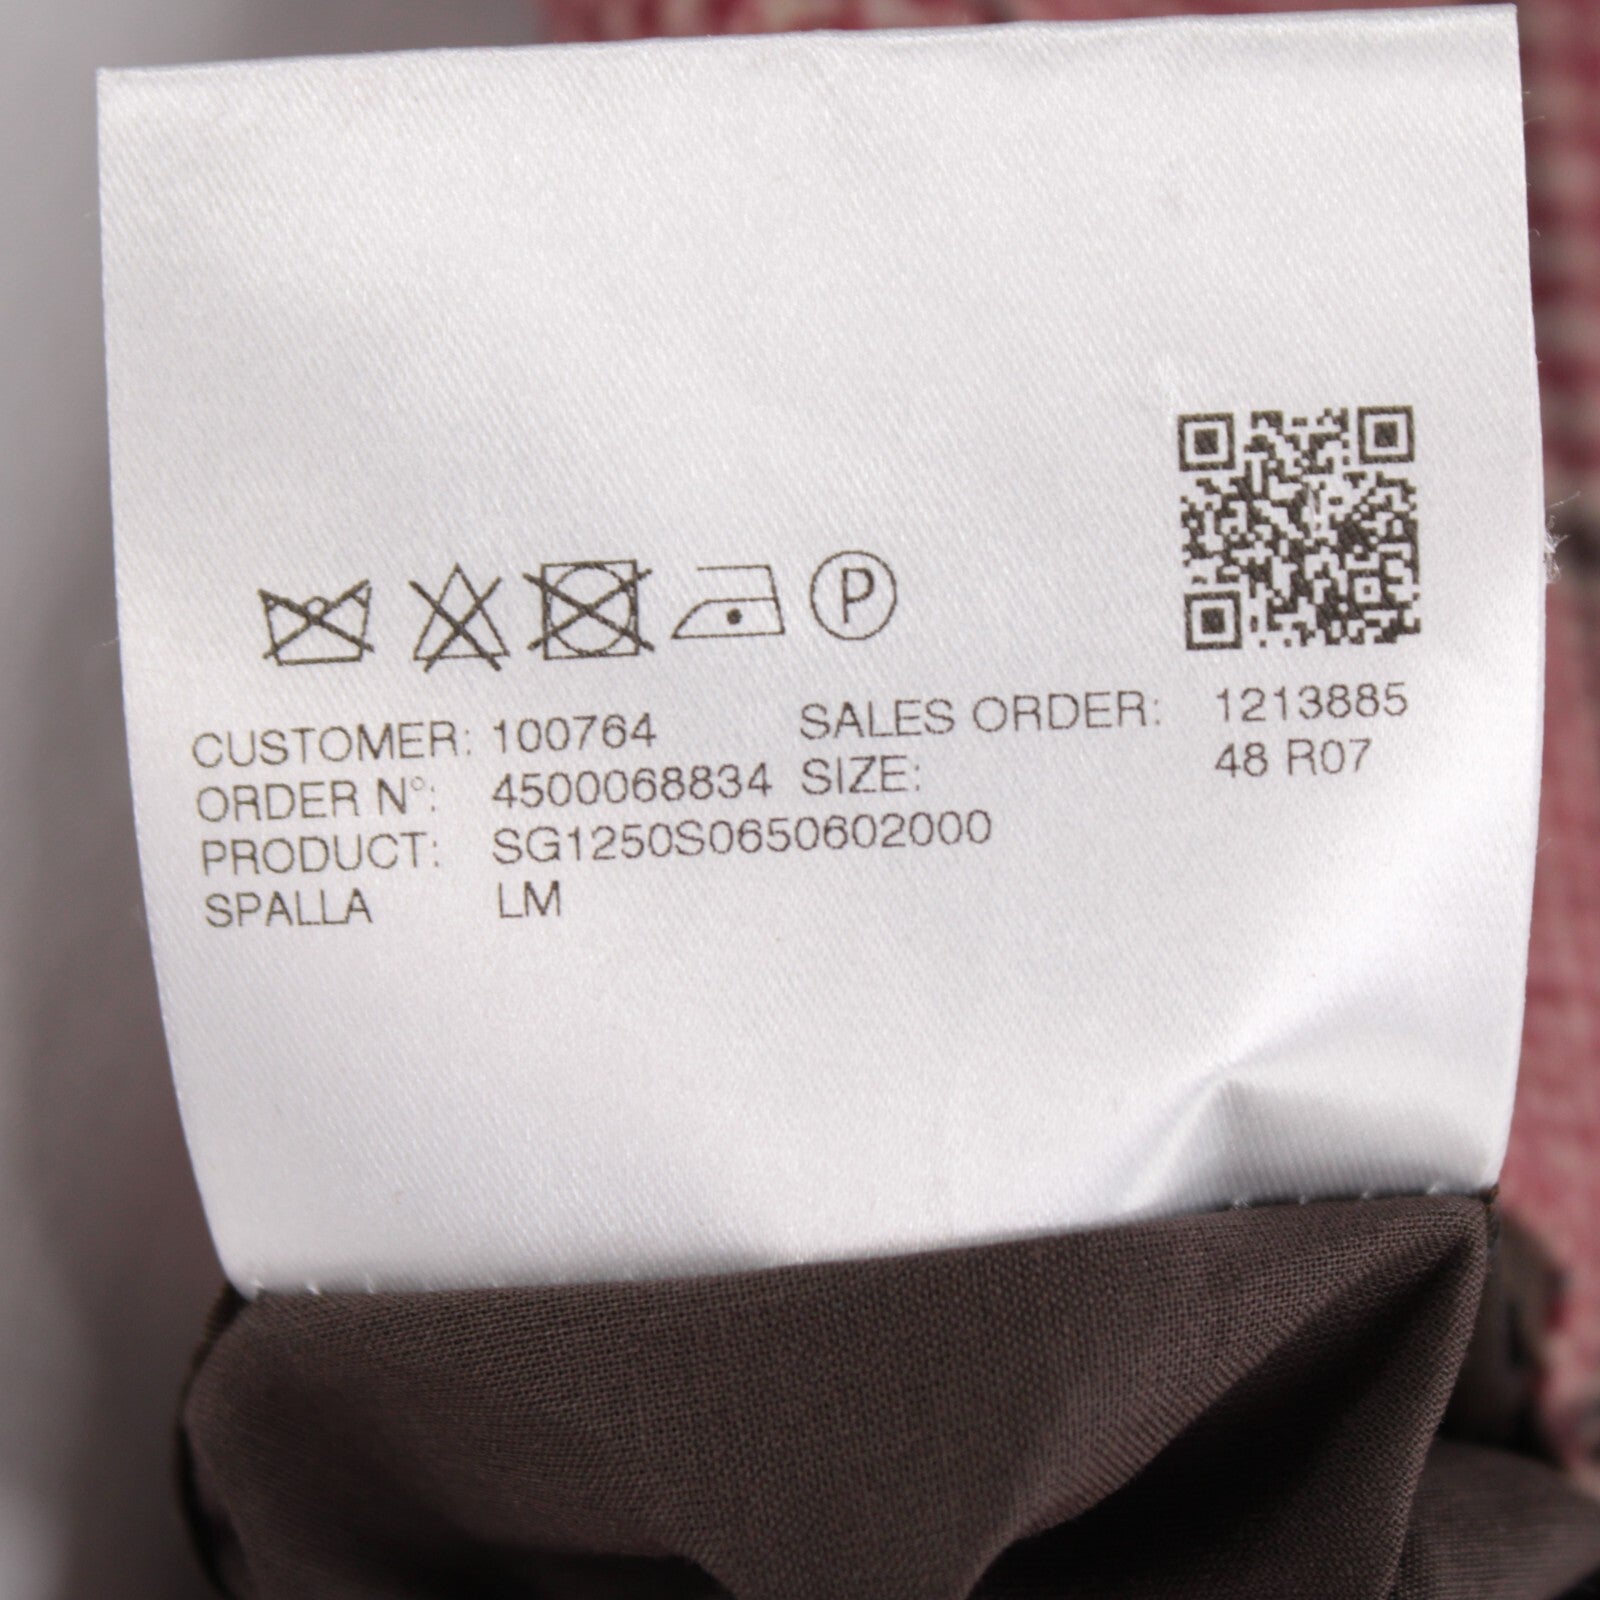 P
CUSTOMER: 100764 SALES ORDER: 1213885
ORDER N°: 4500068834 SIZE: 48 R07
PRODUCT: SG1250S0650602000
SPALLA LM